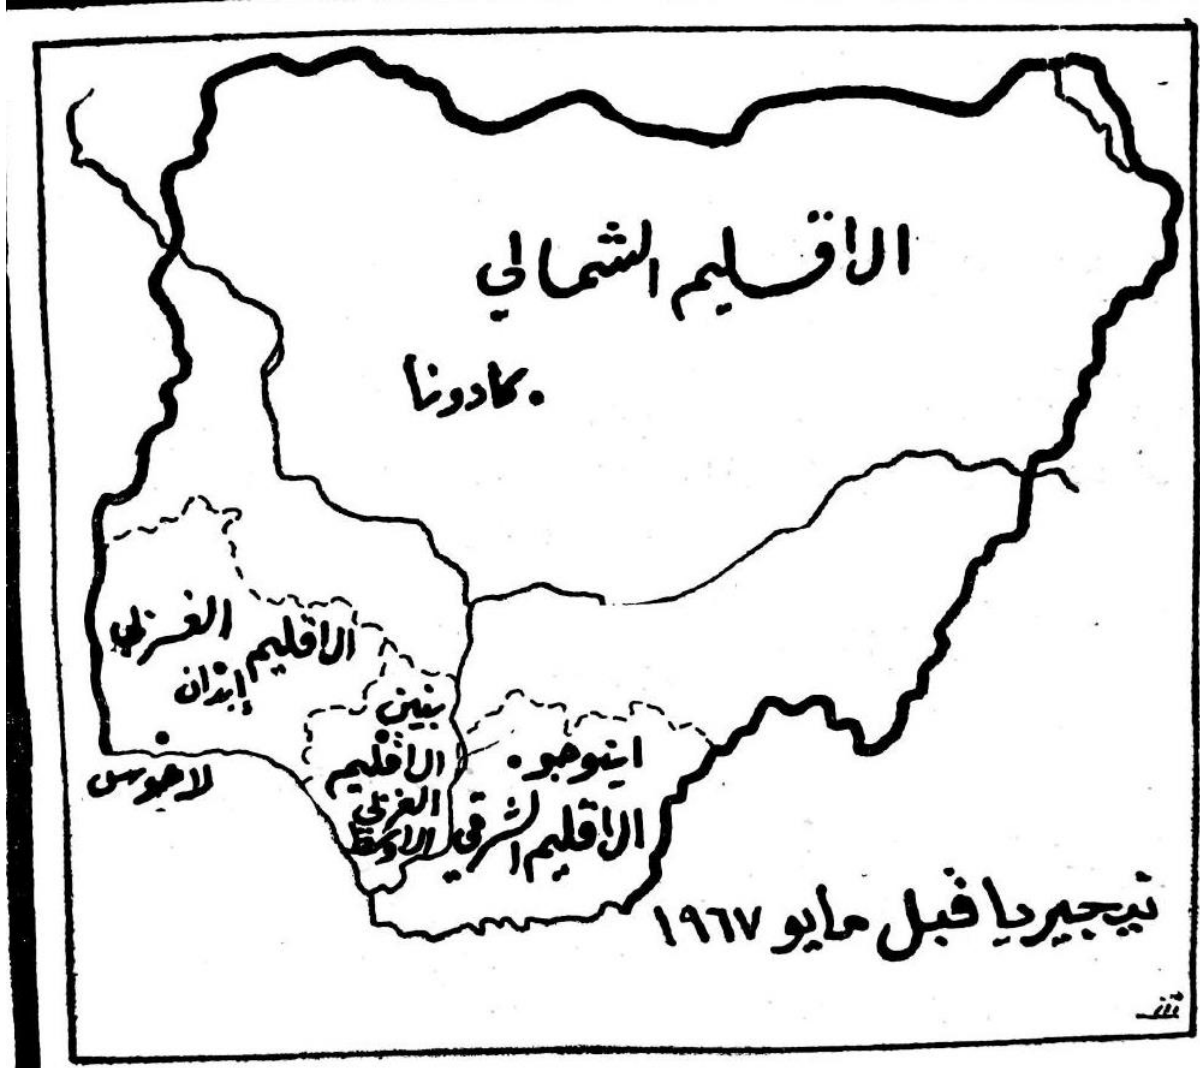 الاقليم الشمالي
كادونا
الاقليم الغربي
إبدان
بنين
لاجوس
الاقليم
الغربي
الاوسط
اينوجو
الاقليم الشرقي
نيجيريا قبل مايو ١٩٦٧